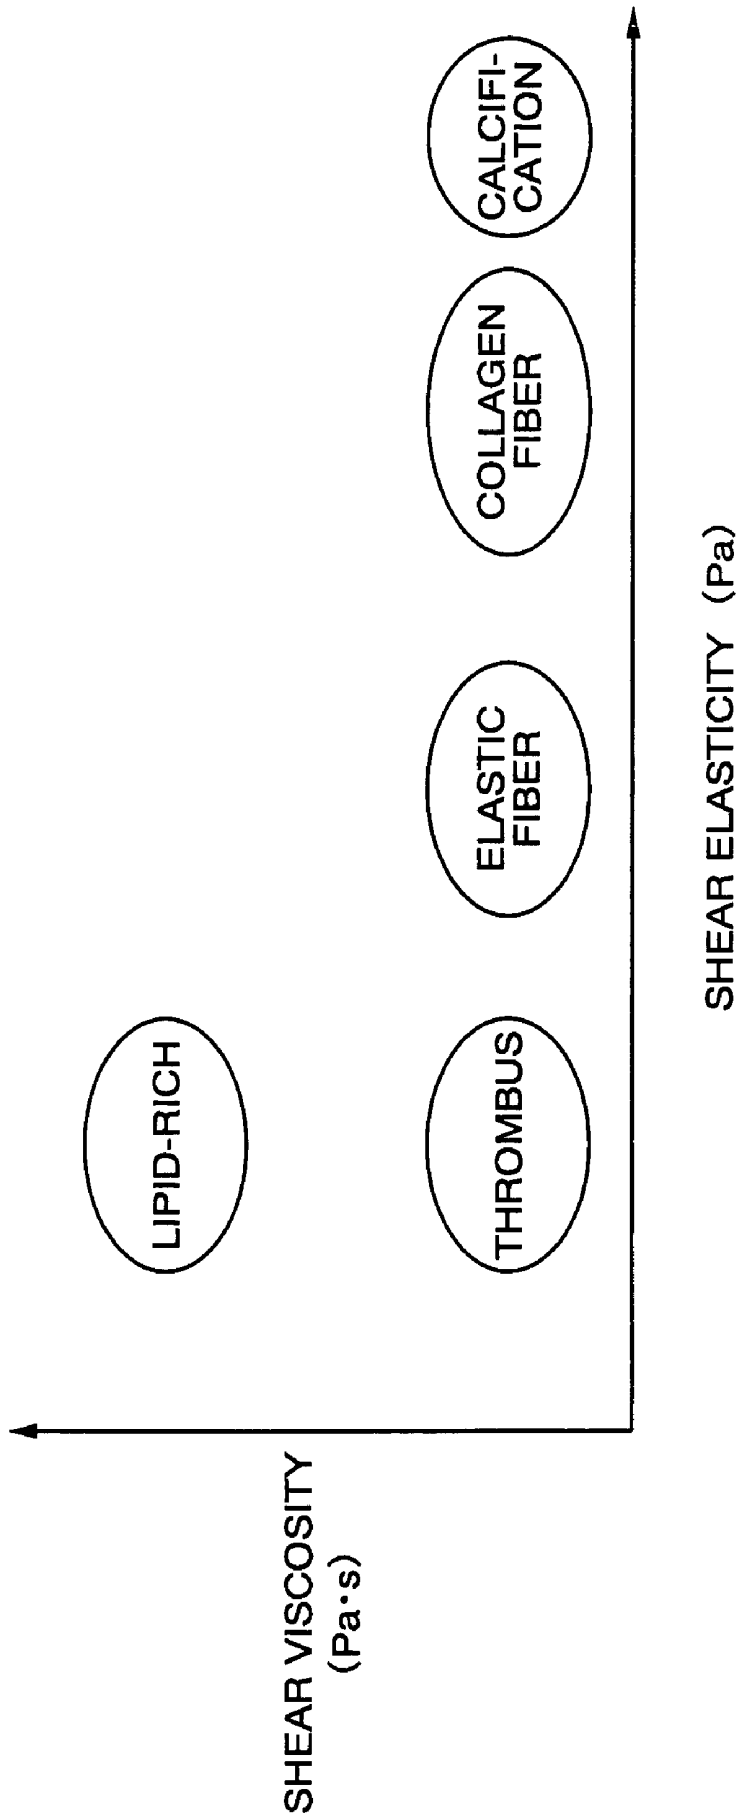 SHEAR VISCOSITY
(Pa·s)
LIPID-RICH
THROMBUS
ELASTIC
FIBER
COLLAGEN
FIBER
CALCIFI-
CATION
SHEAR ELASTICITY (Pa)